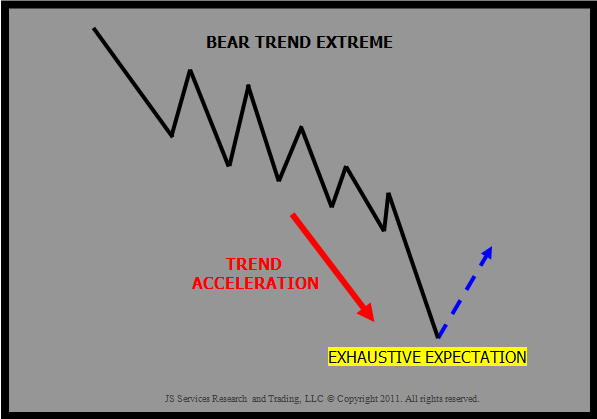 BEAR TREND EXTREME
TREND
ACCELERATION
EXHAUSTIVE EXPECTATION
JS Services Research and Trading, LLC © Copyright 2011. All rights reserved.